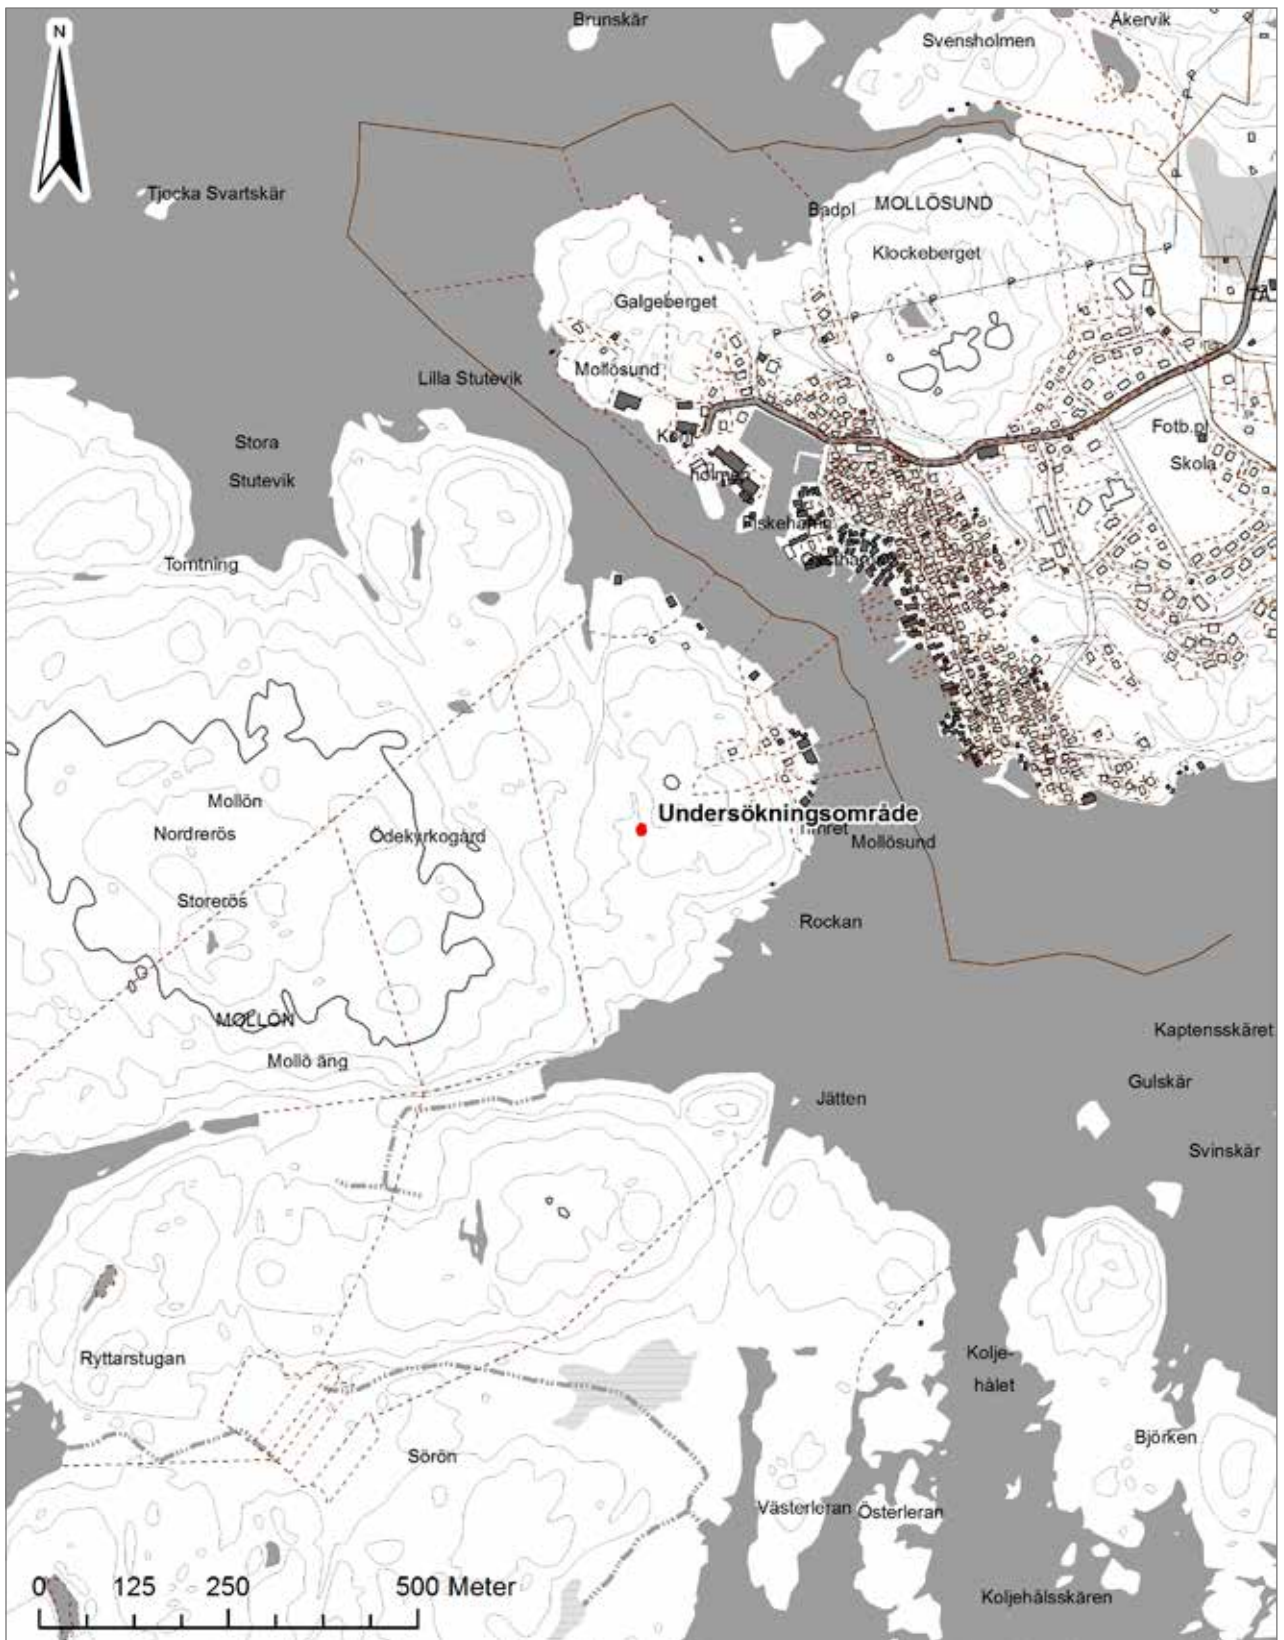 N
Brunskär
Åkervik
Svensholmen
Tjocka Svartskär
Badpl
MOLLÖSUND
Klockeberget
Galgeberget
Mollösund
Lilla Stutevik
Stora
Stutevik
Fotb.pl
Skola
holmen
Torntning
Undersökningsområde
Mollön
Nordrerös
Ödekyrkogård
Mollösund
Storerös
Rockan
MOLLÖN
Mollö äng
Kaptensskäret
Gulskär
Jätten
Svinskär
Ryttarstugan
Kolje-
hålet
Björken
Sörön
Västerleran
Österleran
Koljehålsskären
0 125 250 500 Meter